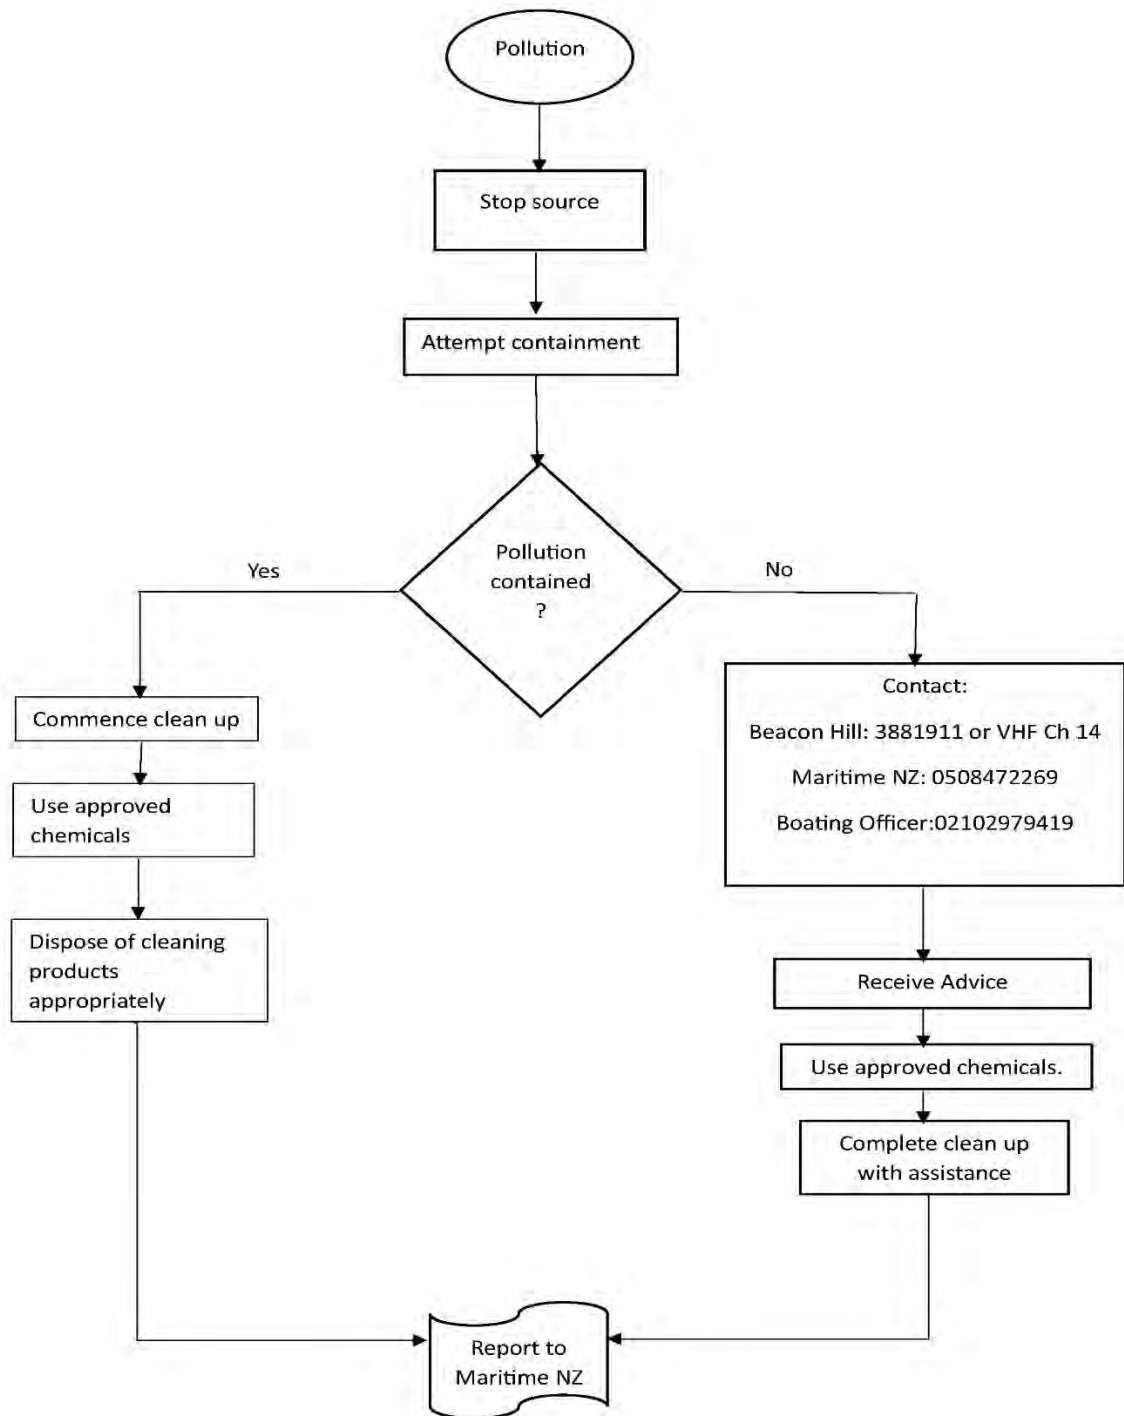 Pollution
Stop source
Attempt containment
Pollution
contained
?
Yes
No
Commence clean up
Use approved
chemicals
Dispose of cleaning
products
appropriately
Contact:
Beacon Hill: 3881911 or VHF Ch 14
Maritime NZ: 0508472269
Boating Officer:02102979419
Receive Advice
Use approved chemicals.
Complete clean up
with assistance
Report to
Maritime NZ